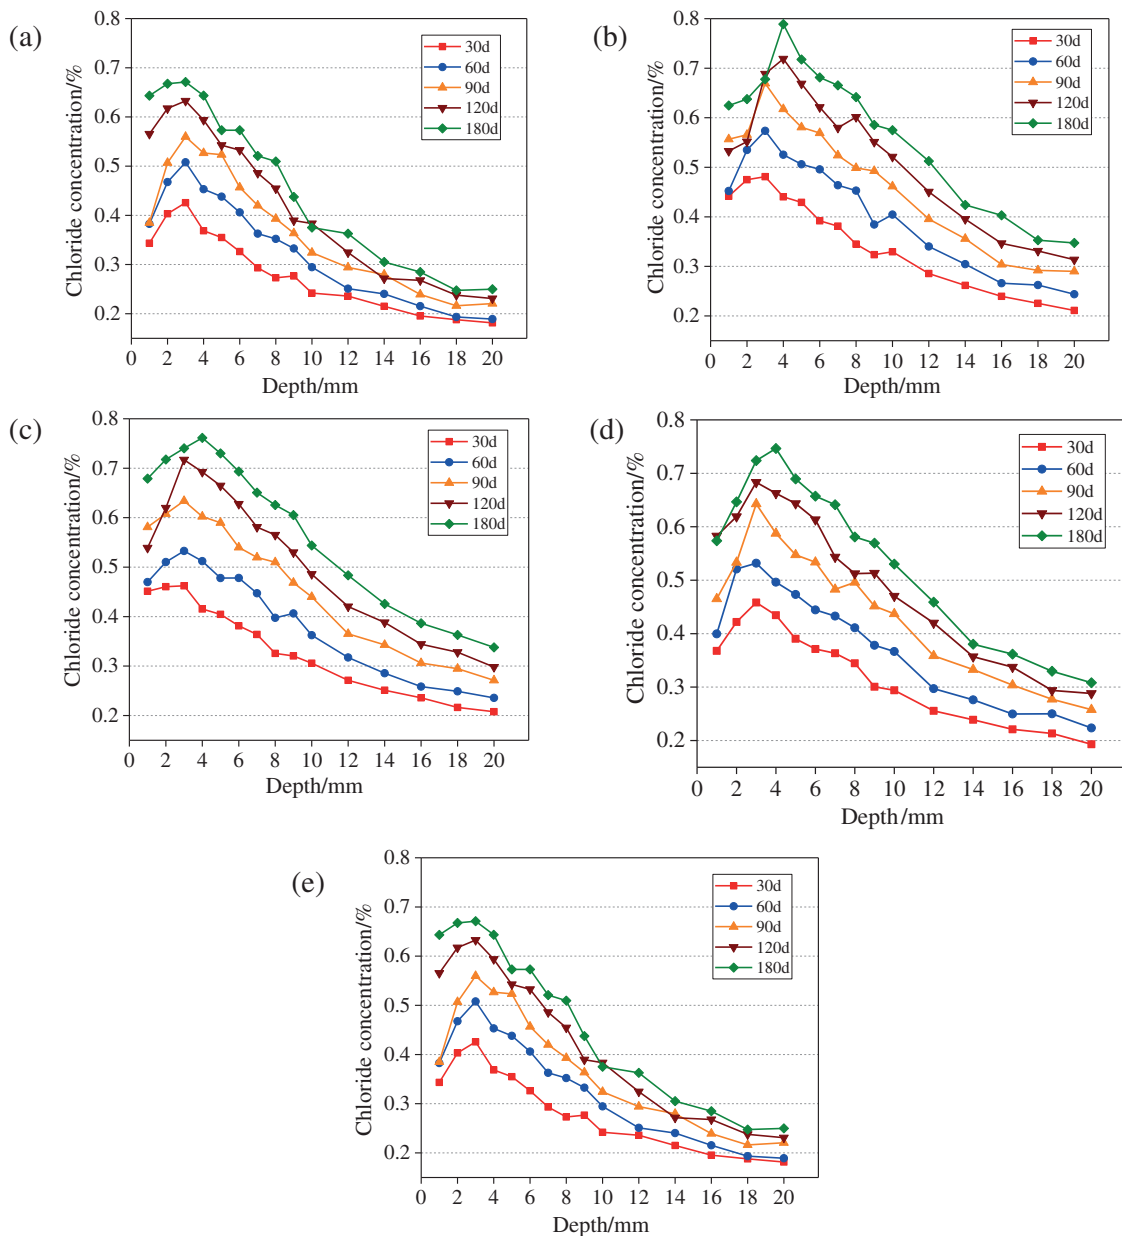 (a)
Chloride concentration/%
0.8
0.7
0.6
0.5
0.4
0.3
0.2
30d
60d
90d
120d
180d
0 2 4 6 8 10 12 14 16 18 20
Depth/mm
(b)
Chloride concentration/%
0.8
0.7
0.6
0.5
0.4
0.3
0.2
30d
60d
90d
120d
180d
0 2 4 6 8 10 12 14 16 18 20
Depth/mm
(c)
Chloride concentration/%
0.8
0.7
0.6
0.5
0.4
0.3
0.2
30d
60d
90d
120d
180d
0 2 4 6 8 10 12 14 16 18 20
Depth/mm
(d)
Chloride concentration/%
0.8
0.7
0.6
0.5
0.4
0.3
0.2
30d
60d
90d
120d
180d
0 2 4 6 8 10 12 14 16 18 20
Depth/mm
(e)
Chloride concentration/%
0.8
0.7
0.6
0.5
0.4
0.3
0.2
30d
60d
90d
120d
180d
0 2 4 6 8 10 12 14 16 18 20
Depth/mm